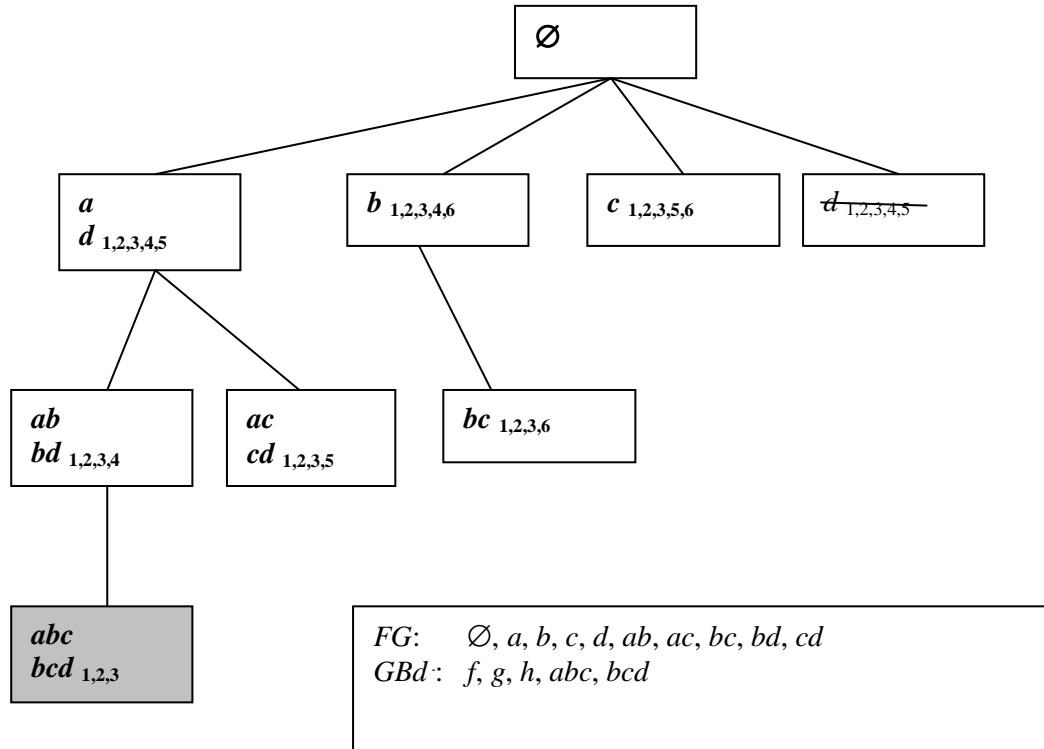 ∅
a
d 1,2,3,4,5
b 1,2,3,4,6
c 1,2,3,5,6
d 1,2,3,4,5
ab
bd 1,2,3,4
ac
cd 1,2,3,5
bc 1,2,3,6
abc
bcd 1,2,3
FG: ∅, a, b, c, d, ab, ac, bc, bd, cd
GBd-: f, g, h, abc, bcd